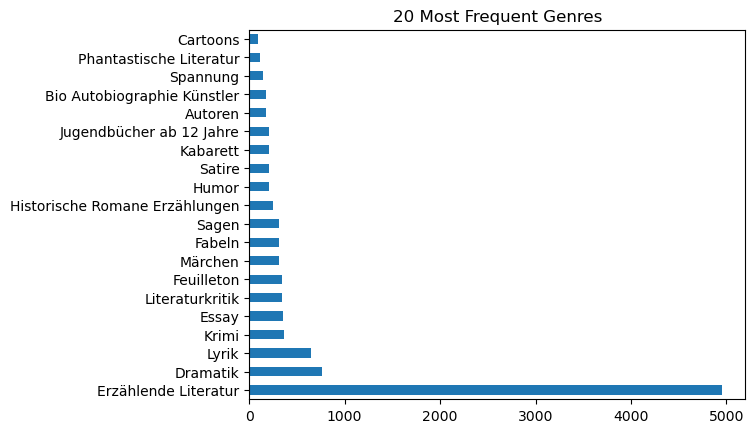 20 Most Frequent Genres
Cartoons
Phantastische Literatur
Spannung
Bio Autobiographie Künstler
Autoren
Jugendbücher ab 12 Jahre
Kabarett
Satire
Humor
Historische Romane Erzählungen
Sagen
Fabeln
Märchen
Feuilleton
Literaturkritik
Essay
Krimi
Lyrik
Dramatik
Erzählende Literatur
0 1000 2000 3000 4000 5000